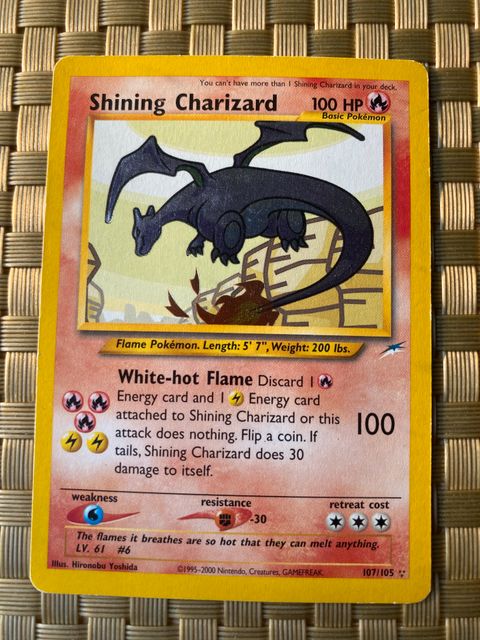 You can't have more than 1 Shining Charizard in your deck.
Shining Charizard 100 HP
Basic Pokémon
Flame Pokémon. Length: 5' 7", Weight: 200 lbs.
White-hot Flame Discard 1
Energy card and 1 Energy card
attached to Shining Charizard or this
attack does nothing. Flip a coin. If
tails, Shining Charizard does 30
damage to itself.
100
weakness resistance retreat cost
-30
The flames it breathes are so hot that they can melt anything.
LV. 61 #6
Illus. Hironobu Yoshida ©1995-2000 Nintendo, Creatures, GAMEFREAK. 107/105